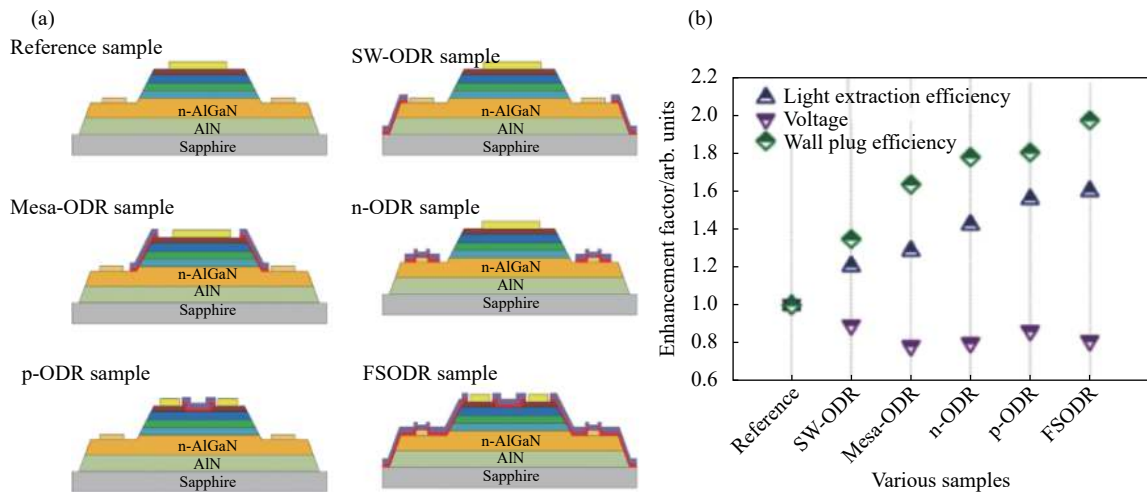 (a)
Reference sample
n-AlGaN
AlN
Sapphire
SW-ODR sample
n-AlGaN
AlN
Sapphire
Mesa-ODR sample
n-AlGaN
AlN
Sapphire
n-ODR sample
n-AlGaN
AlN
Sapphire
p-ODR sample
n-AlGaN
AlN
Sapphire
FSODR sample
n-AlGaN
AlN
Sapphire
(b)
Enhancement factor/arb. units
2.2
2.0
1.8
1.6
1.4
1.2
1.0
0.8
0.6
Light extraction efficiency
Voltage
Wall plug efficiency
Reference
SW-ODR
Mesa-ODR
n-ODR
p-ODR
FSODR
Various samples